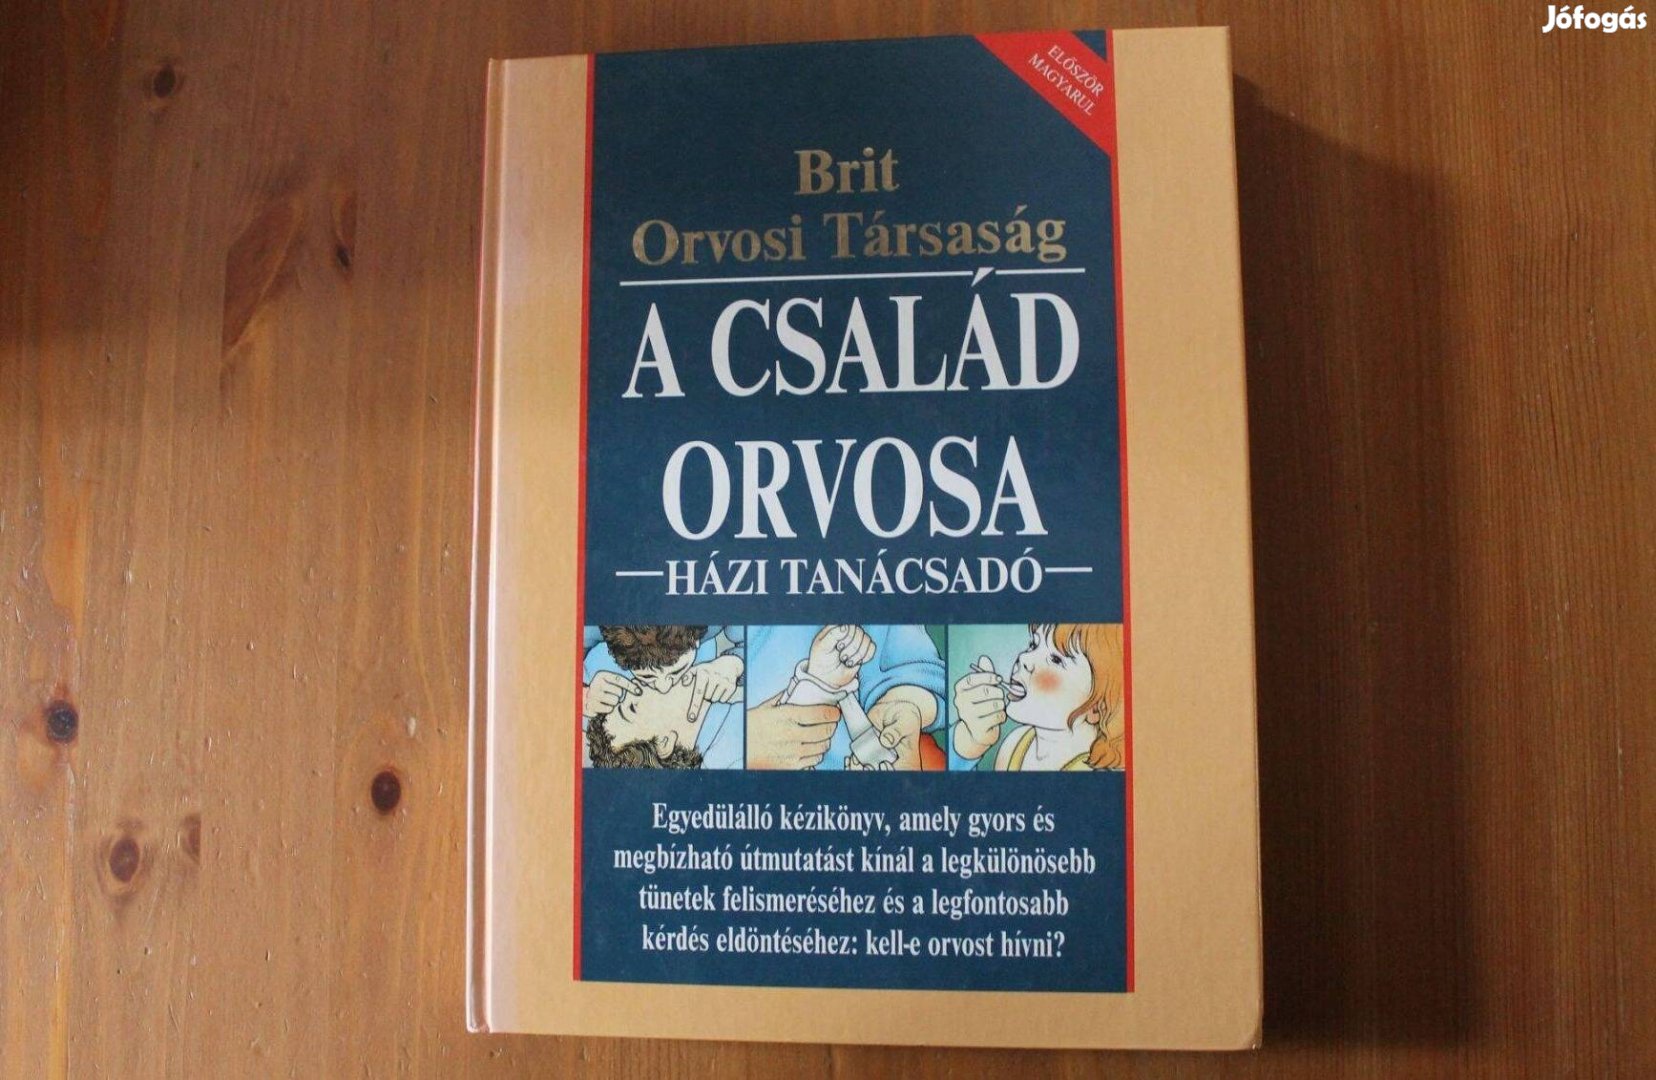 Jófogás
ELŐSZÖR
MAGYARUL
Brit
Orvosi Társaság
A CSALÁD
ORVOSA
HÁZI TANÁCSADÓ
Egyedülálló kézikönyv, amely gyors és
megbízható útmutatást kínál a legkülönösebb
tünetek felismeréséhez és a legfontosabb
kérdés eldöntéséhez: kell-e orvost hívni?